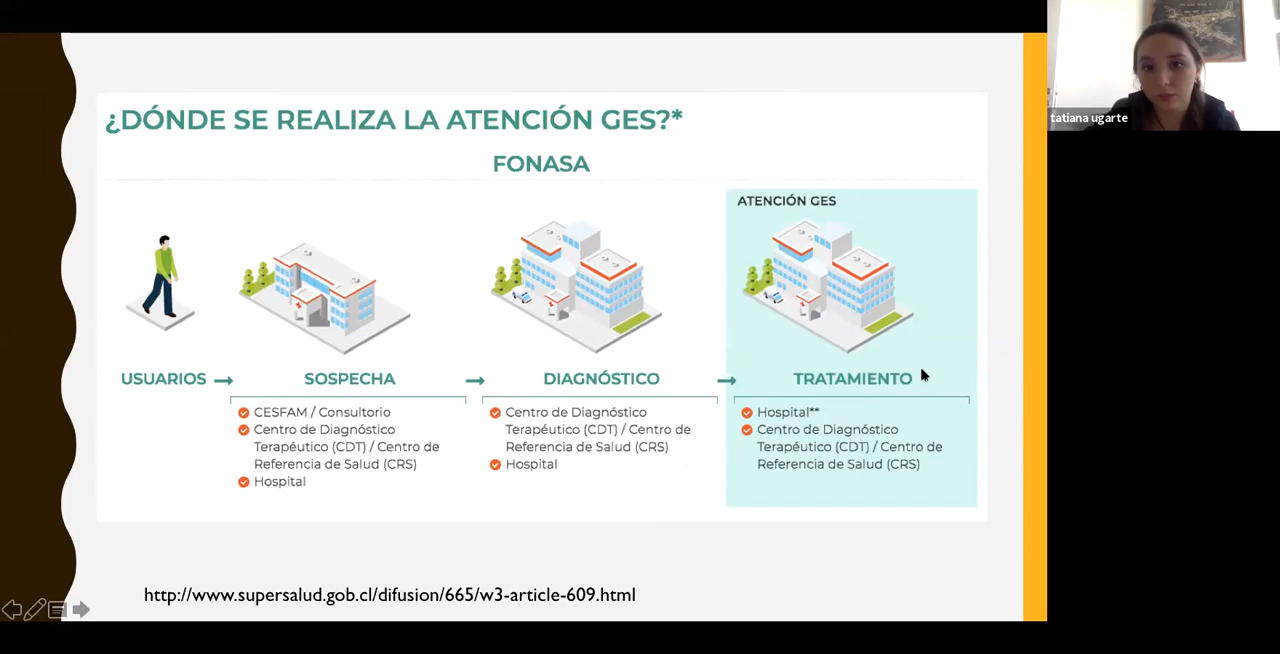 ¿DÓNDE SE REALIZA LA ATENCIÓN GES?*
FONASA
ATENCIÓN GES
USUARIOS
SOSPECHA
CESFAM / Consultorio
Centro de Diagnóstico
Terapéutico (CDT) / Centro de
Referencia de Salud (CRS)
Hospital
DIAGNÓSTICO
Centro de Diagnóstico
Terapéutico (CDT) / Centro de
Referencia de Salud (CRS)
Hospital
TRATAMIENTO
Hospital**
Centro de Diagnóstico
Terapéutico (CDT) / Centro de
Referencia de Salud (CRS)
http://www.supersalud.gob.cl/difusion/665/w3-article-609.html
tatiana ugarte